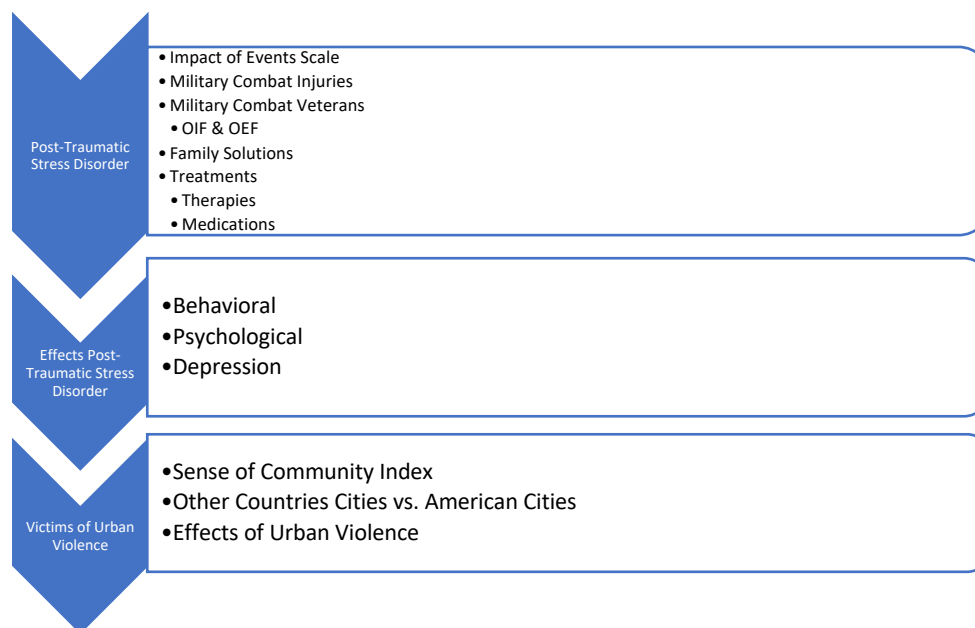 Post-Traumatic
Stress Disorder
•Impact of Events Scale
•Military Combat Injuries
•Military Combat Veterans
•OIF & OEF
•Family Solutions
•Treatments
•Therapies
•Medications
Effects Post-
Traumatic Stress
Disorder
•Behavioral
•Psychological
•Depression
Victims of Urban
Violence
•Sense of Community Index
•Other Countries Cities vs. American Cities
•Effects of Urban Violence